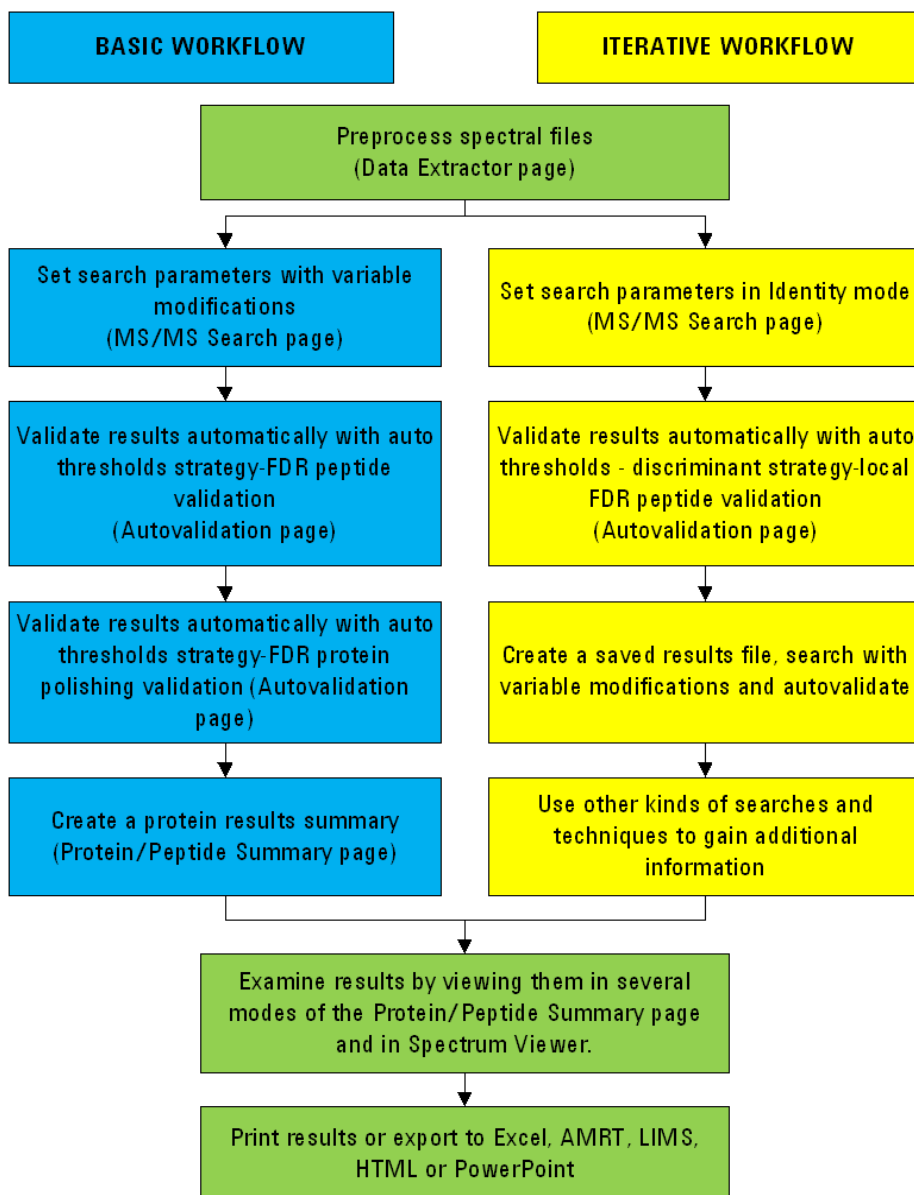 BASIC WORKFLOW
ITERATIVE WORKFLOW
Preprocess spectral files
(Data Extractor page)
Set search parameters with variable
modifications
(MS/MS Search page)
Set search parameters in Identity mode
(MS/MS Search page)
Validate results automatically with auto
thresholds strategy-FDR peptide
validation
(Autovalidation page)
Validate results automatically with auto
thresholds - discriminant strategy-local
FDR peptide validation
(Autovalidation page)
Validate results automatically with auto
thresholds strategy-FDR protein
polishing validation (Autovalidation
page)
Create a saved results file, search with
variable modifications and autovalidate
Create a protein results summary
(Protein/Peptide Summary page)
Use other kinds of searches and
techniques to gain additional
information
Examine results by viewing them in several
modes of the Protein/Peptide Summary page
and in Spectrum Viewer.
Print results or export to Excel, AMRT, LIMS,
HTML or PowerPoint